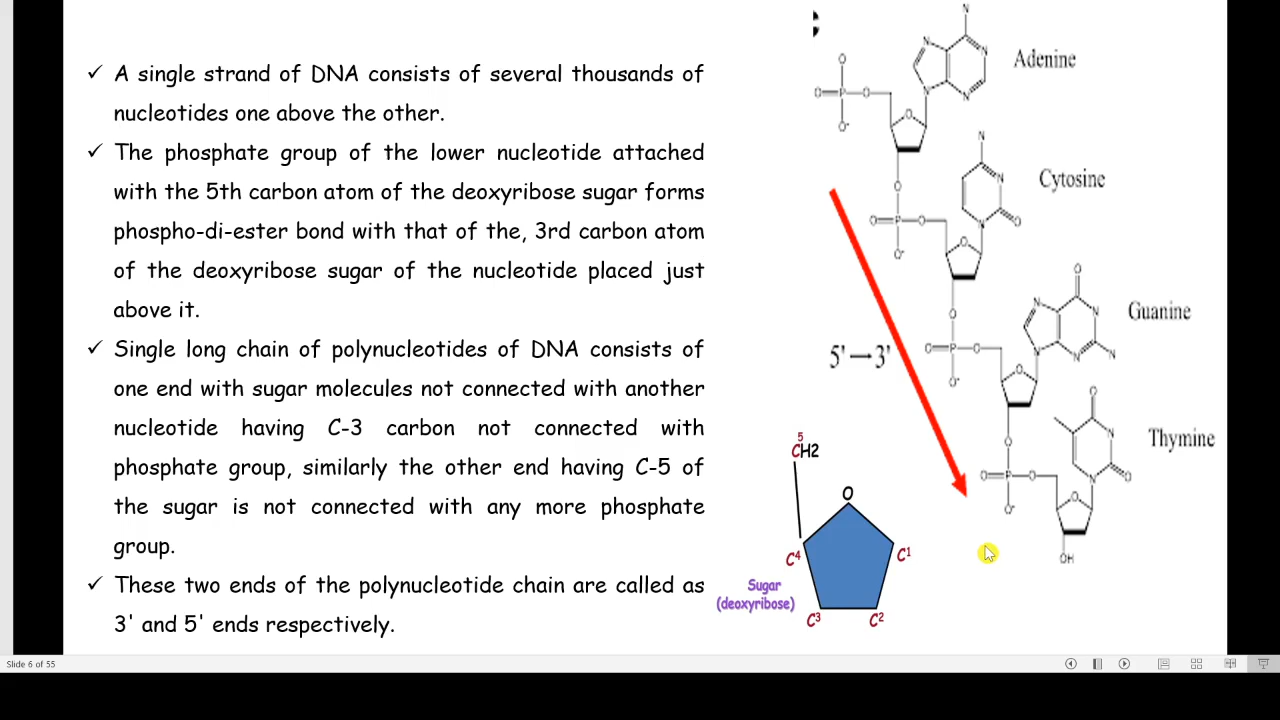 ✓ A single strand of DNA consists of several thousands of
nucleotides one above the other.
✓ The phosphate group of the lower nucleotide attached
with the 5th carbon atom of the deoxyribose sugar forms
phospho-di-ester bond with that of the, 3rd carbon atom
of the deoxyribose sugar of the nucleotide placed just
above it.
✓ Single long chain of polynucleotides of DNA consists of
one end with sugar molecules not connected with another
nucleotide having C-3 carbon not connected with
phosphate group, similarly the other end having C-5 of
the sugar is not connected with any more phosphate
group.
✓ These two ends of the polynucleotide chain are called as
3' and 5' ends respectively.
N
N
N
N
N
Adenine
O
O=P—O
O-
O
N
N
N
O
Cytosine
O
O=P—O
O-
O
O
N
N
N
N
N
Guanine
O
O=P—O
O-
O
5'→3'
O
N
N
O
Thymine
O
O=P—O
O-
O
OH
5
CH2
O
C4
C1
Sugar
(deoxyribose)
C3
C2
Slide 6 of 55